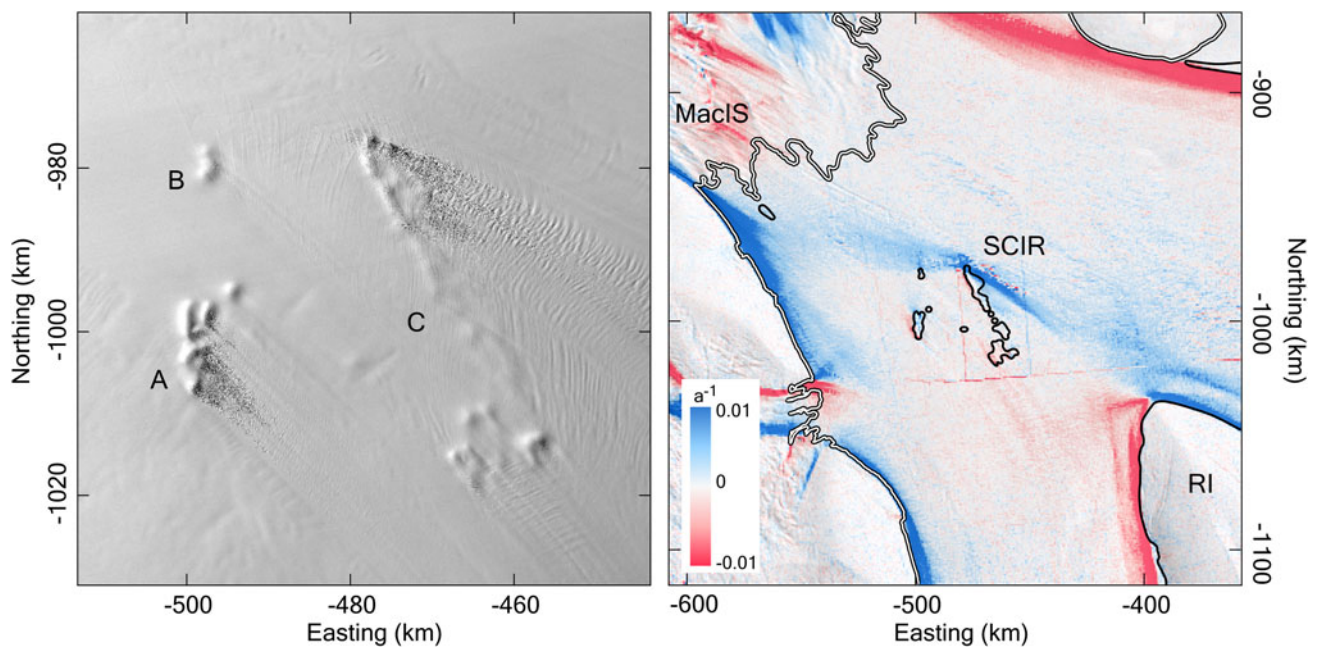 B
A
C
-980
-1000
-1020
Northing (km)
-500
-480
-460
Easting (km)
MacIS
SCIR
RI
a⁻¹
0.01
0
-0.01
-900
-1000
-1100
Northing (km)
-600
-500
-400
Easting (km)